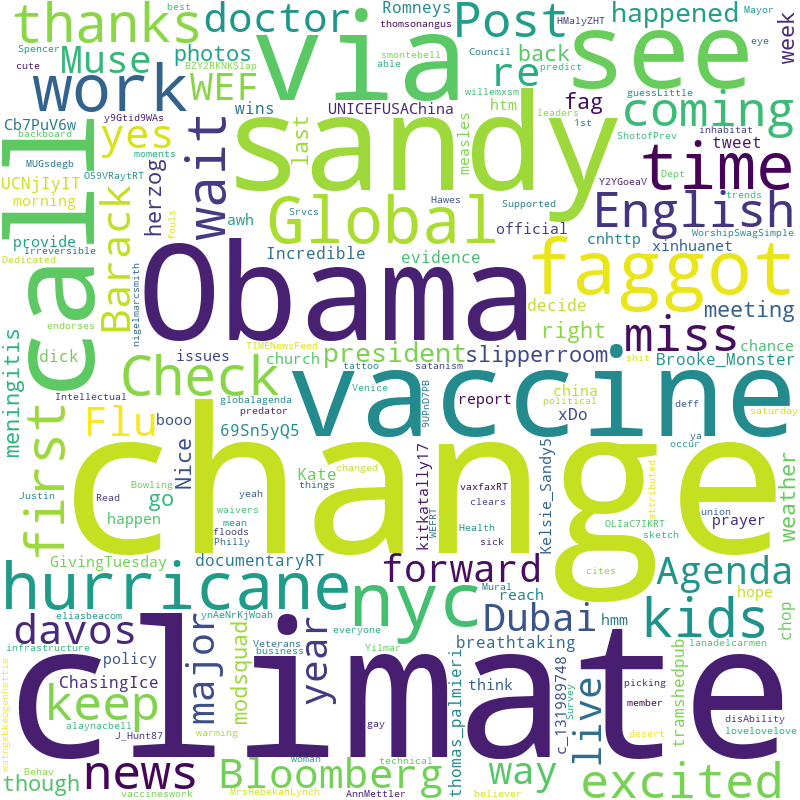 thanks
via
doctor
Romneys
thomsonangus
Post
see
HMalyZHT
happened
Mayor
week
best
Spencer
cute
Muse
photos
BZY2RKNKSlap
smontebell
able
back
Council
predict
eye
guessLittle
work
WEF
re
willemxsm
coming
Cb7PuV6w
y9Gtid9WAs
wins
UNICEFUSAChina
htm
fag
leaders
1st
ShotofPrev
inhabitat
backboard
MUGsdegb
yes
moments
O59VRaytRT
wait
last
sandy
measles
time
tweet
call
UCNjIyIT
morning
herzog
Global
Hawes
Supported
Dept
Y2YGoeaV
trends
English
awh
Srvcs
official
cnhttp
WorshipSwagSimple
provide
Irreversible
Dedicated
Barack
fouls
nigelmarcsmith
Incredible
evidence
xinhuanet
endorses
Obama
faggot
decide
meeting
meningitis
dick
TIMENewsFeed
right
miss
chance
issues
church
president
slipperroom
Brooke_Monster
Check
tattoo
satanism
shit
Intellectual
globalagenda
Venice
vaccine
predator
9UPnD7PB
report
china
political
deff
saturday
first
Flu
booo
69Sn5yQ5
xDo
ya
occur
Nice
Kate
changed
things
kitkatally17
vaxfaxRT
Kelsie_Sandy5
change
attributed
weather
Justin
Bowling
Read
go
yeah
clears
WEFRT
union
prayer
happen
waivers
mean
floods
Philly
Health
sick
OLIaC7IKRT
sketch
GivingTuesday
documentaryRT
forward
cites
Agenda
hurricane
ynAeNrKjWoah
nyc
Mural
reach
Dubai
hmm
kids
hope
chop
eliasbeacom
Veterans
business
everyone
Yilmar
breathtaking
lanadelcarmen
davos
infrastructure
major
modsquad
year
policy
ChasingIce
thomas_palmieri
think
c_131989748
Survey
live
picking
member
tramshedpub
disAbility
lovelovelove
watngekkeogenhettie
keep
alaynacbell
climate
J_Hunt87
warming
gay
woman
technical
desert
though
Behav
news
vaccineswork
Bloomberg
MrsRebekahLynch
AnnMettler
way
believer
excited